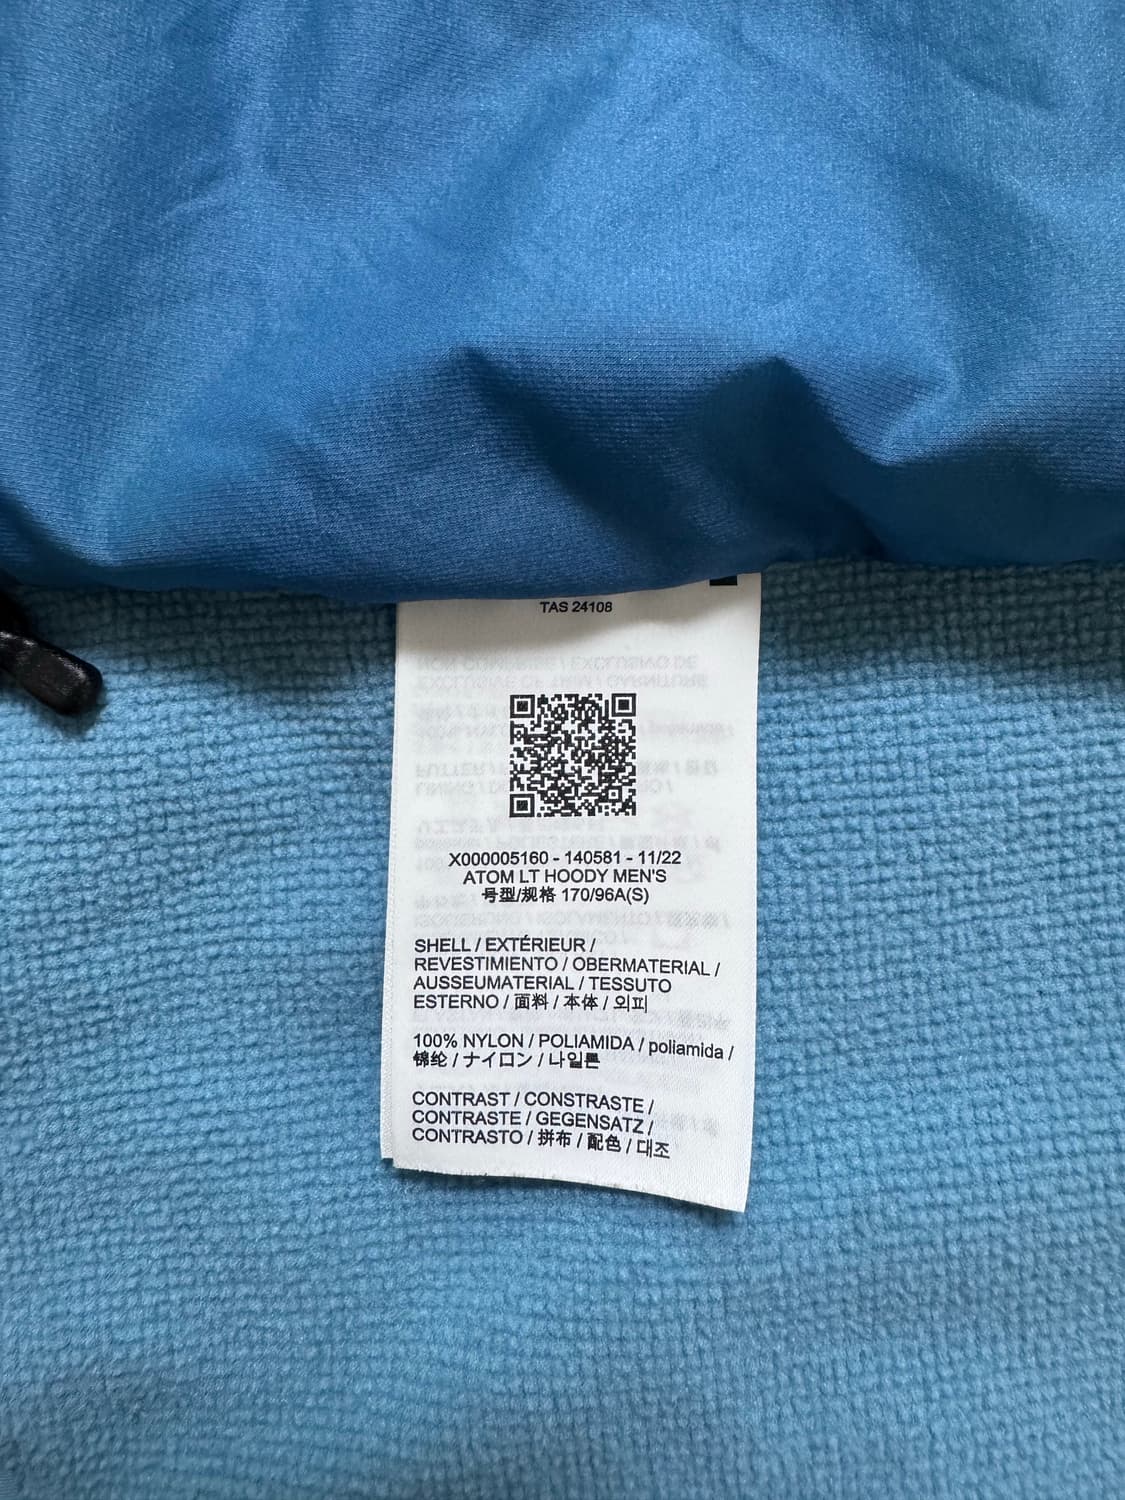 TAS 24108
X000005160 - 140581 - 11/22
ATOM LT HOODY MEN'S
号型/规格 170/96A(S)
SHELL / EXTÉRIEUR /
REVESTIMIENTO / OBERMATERIAL /
AUSSEUMATERIAL / TESSUTO
ESTERNO / 面料 / 本体 / 외피
100% NYLON / POLIAMIDA / poliamida /
锦纶 / ナイロン / 나일론
CONTRAST / CONSTRASTE /
CONTRASTE / GEGENSATZ /
CONTRASTO / 拼布 / 配色 / 대조